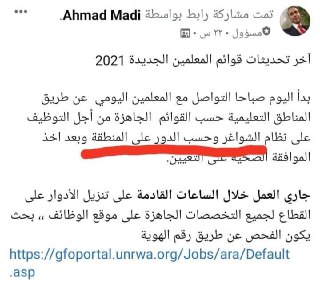 تمت مشاركة رابط بواسطة Ahmad Madi.
مسؤول · ٢٢ س ·
آخر تحديثات قوائم المعلمين الجديدة 2021
بدأ اليوم صباحا التواصل مع المعلمين اليومي عن طريق
المناطق التعليمية حسب القوائم الجاهزة من أجل التوظيف
على نظام الشواغر وحسب الدور على المنطقة وبعد اخذ
الموافقة الصحية على التعيين.
جاري العمل خلال الساعات القادمة على تنزيل الأدوار على
القطاع لجميع التخصصات الجاهزة على موقع الوظائف ،، بحث
يكون الفحص عن طريق رقم الهوية
https://gfoportal.unrwa.org/Jobs/ara/Default
.asp